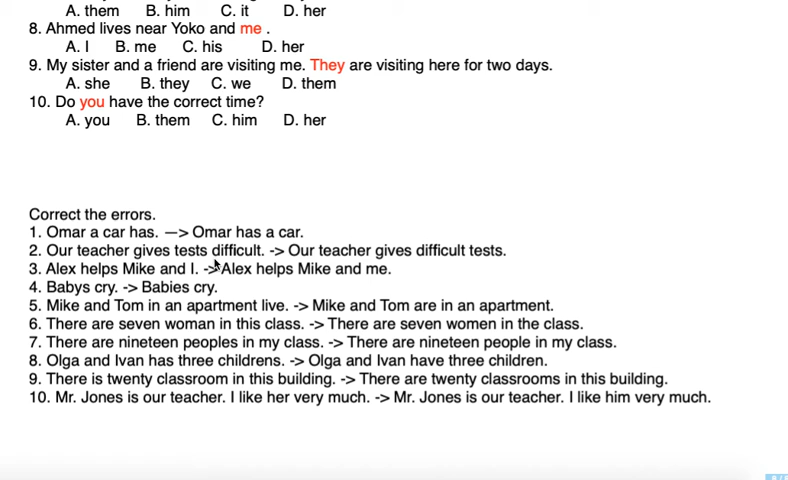 A. them B. him C. it D. her
8. Ahmed lives near Yoko and me .
A. I B. me C. his D. her
9. My sister and a friend are visiting me. They are visiting here for two days.
A. she B. they C. we D. them
10. Do you have the correct time?
A. you B. them C. him D. her
Correct the errors.
1. Omar a car has. —> Omar has a car.
2. Our teacher gives tests difficult. -> Our teacher gives difficult tests.
3. Alex helps Mike and I. -> Alex helps Mike and me.
4. Babys cry. -> Babies cry.
5. Mike and Tom in an apartment live. -> Mike and Tom are in an apartment.
6. There are seven woman in this class. -> There are seven women in the class.
7. There are nineteen peoples in my class. -> There are nineteen people in my class.
8. Olga and Ivan has three childrens. -> Olga and Ivan have three children.
9. There is twenty classroom in this building. -> There are twenty classrooms in this building.
10. Mr. Jones is our teacher. I like her very much. -> Mr. Jones is our teacher. I like him very much.